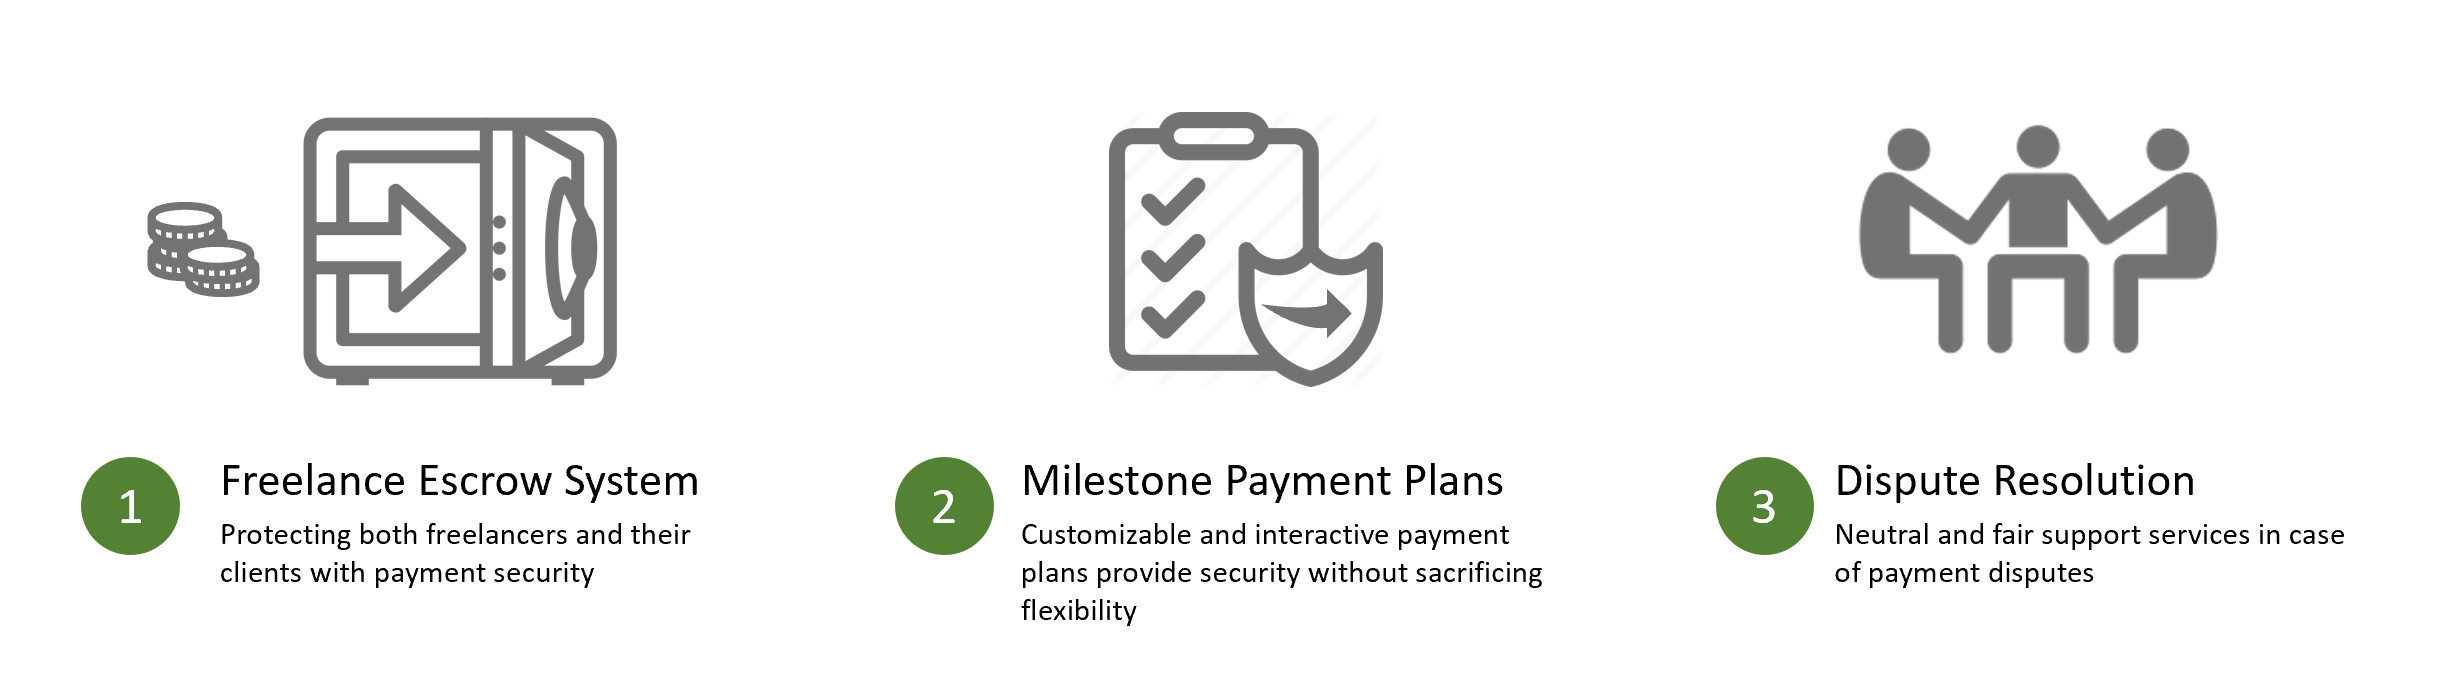 1
Freelance Escrow System
Protecting both freelancers and their
clients with payment security
2
Milestone Payment Plans
Customizable and interactive payment
plans provide security without sacrificing
flexibility
3
Dispute Resolution
Neutral and fair support services in case
of payment disputes